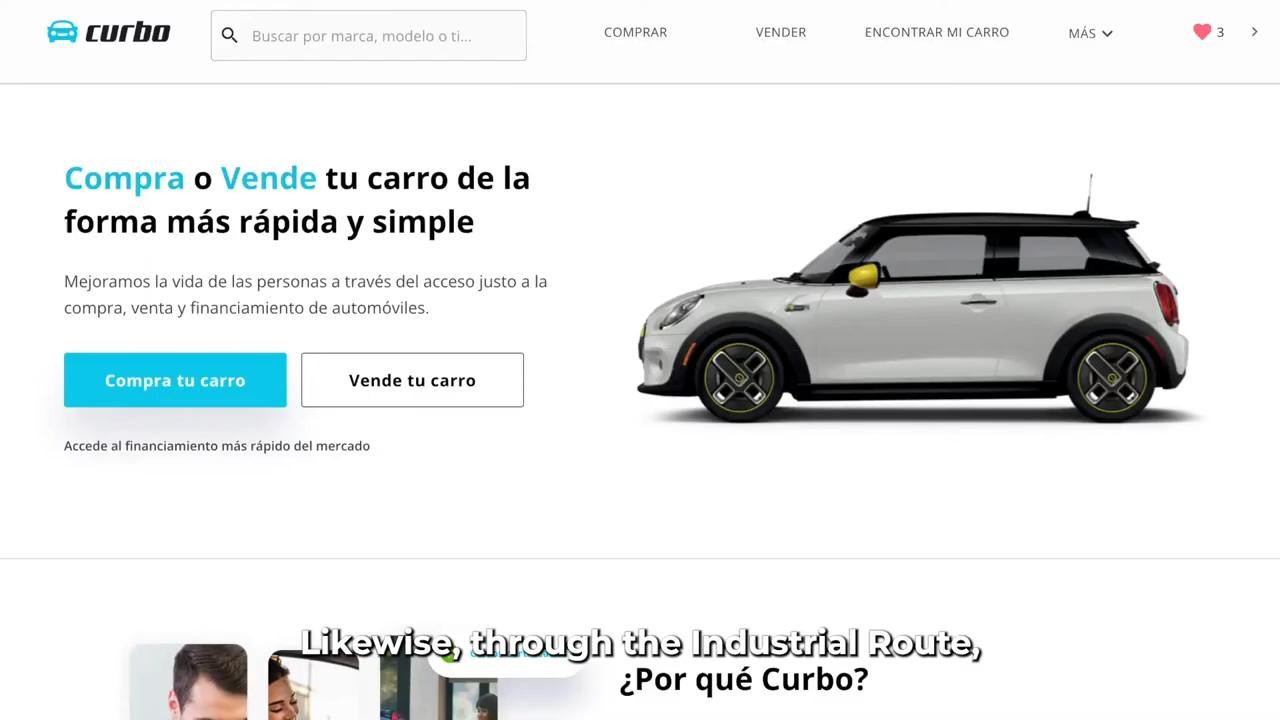 curbo
Buscar por marca, modelo o ti...
COMPRAR
VENDER
ENCONTRAR MI CARRO
MÁS
3
Compra o Vende tu carro de la
forma más rápida y simple
Mejoramos la vida de las personas a través del acceso justo a la
compra, venta y financiamiento de automóviles.
Compra tu carro
Vende tu carro
Accede al financiamiento más rápido del mercado
Likewise, through the Industrial Route,
¿Por qué Curbo?